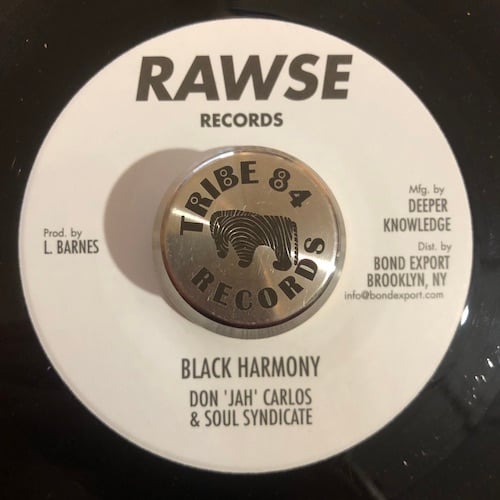 RAWSE
RECORDS
TRIBE 84
RECORDS
Prod. by
L. BARNES
Mfg. by
DEEPER
KNOWLEDGE
Dist. by
BOND EXPORT
BROOKLYN, NY
info@bondexport.com
BLACK HARMONY
DON 'JAH' CARLOS
& SOUL SYNDICATE